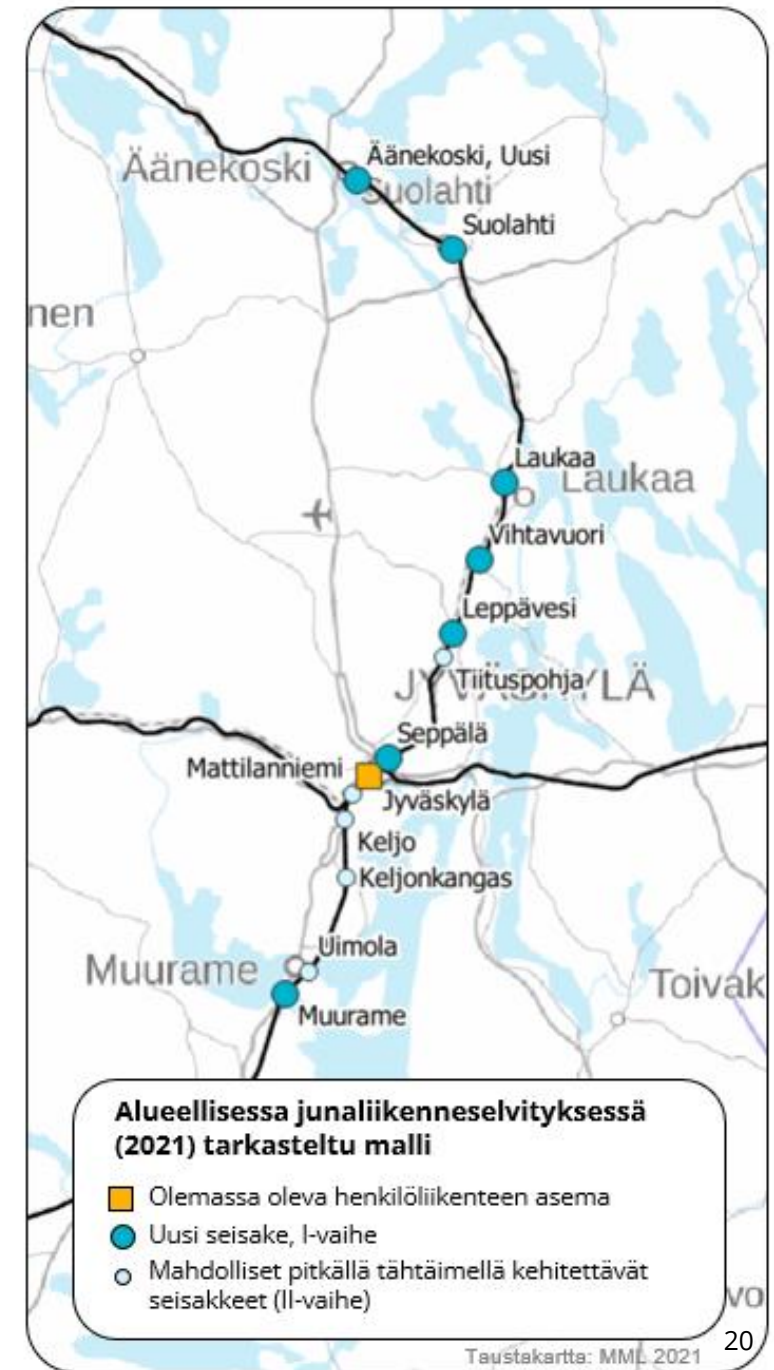 Äänekoski, Uusi
Äänekoski
Suolahti
Suolahti
nen
Laukaa
Laukaa
Vihtavuori
Leppävesi
Tiituspohja
JYVÄSKYLÄ
Seppälä
Mattilanniemi
Jyväskylä
Keljo
Keljonkangas
Uimola
Muurame
Toivak
Muurame
Alueellisessa junaliikenneselvityksessä
(2021) tarkasteltu malli
Olemassa oleva henkilöliikenteen asema
Uusi seisake, I-vaihe
Mahdolliset pitkällä tähtäimellä kehitettävät
seisakkeet (II-vaihe)
vo
20
Taustakartta: MML 2021